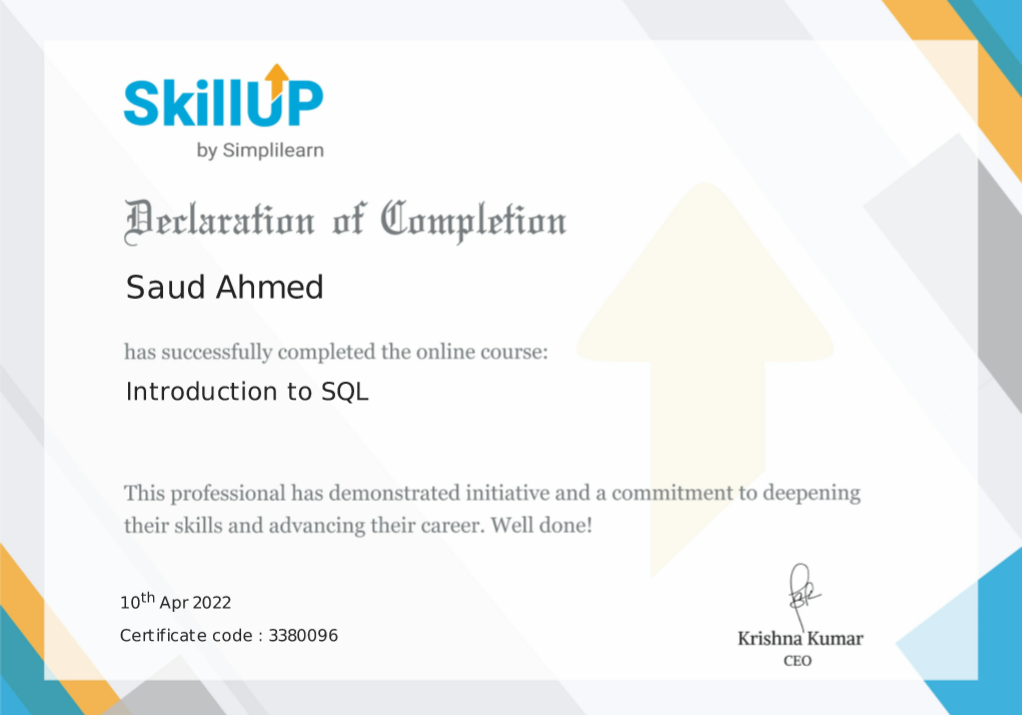 SkillUP
by Simplilearn
Declaration of Completion
Saud Ahmed
has successfully completed the online course:
Introduction to SQL
This professional has demonstrated initiative and a commitment to deepening
their skills and advancing their career. Well done!
10th Apr 2022
Certificate code : 3380096
Krishna Kumar
CEO